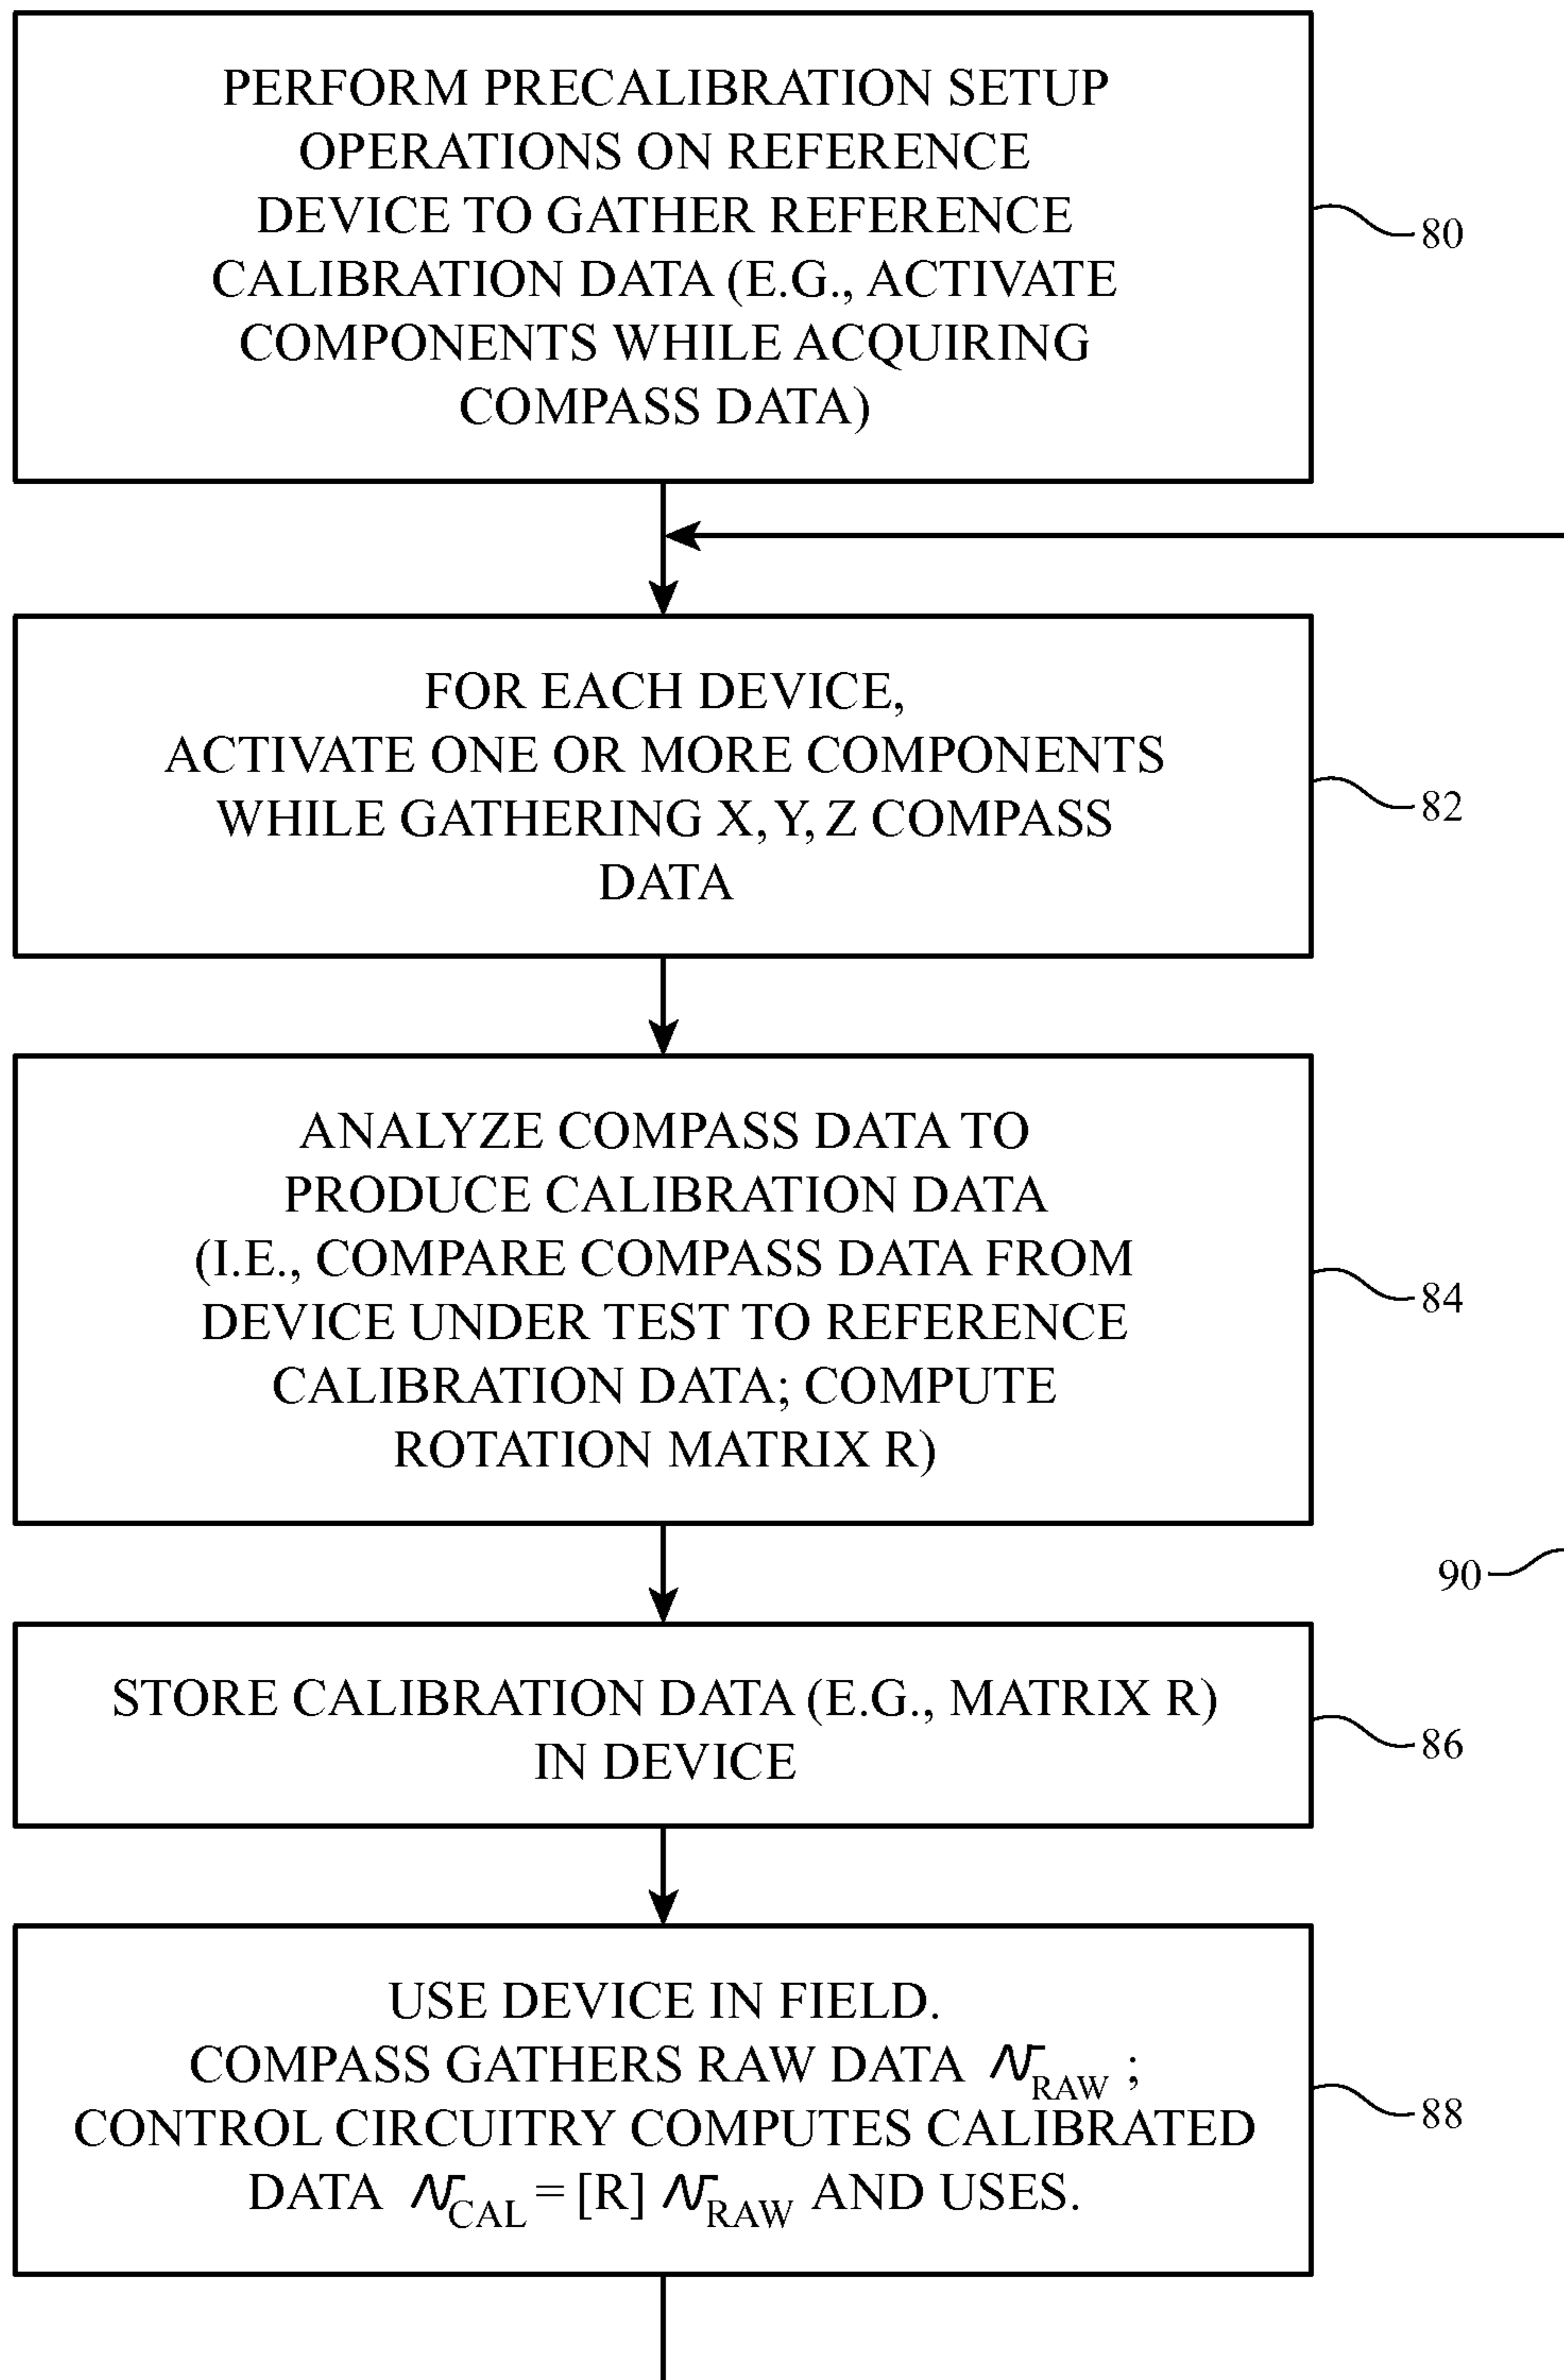 PERFORM PRECALIBRATION SETUP
OPERATIONS ON REFERENCE
DEVICE TO GATHER REFERENCE
CALIBRATION DATA (E.G., ACTIVATE
COMPONENTS WHILE ACQUIRING
COMPASS DATA)
80
FOR EACH DEVICE,
ACTIVATE ONE OR MORE COMPONENTS
WHILE GATHERING X, Y, Z COMPASS
DATA
82
ANALYZE COMPASS DATA TO
PRODUCE CALIBRATION DATA
(I.E., COMPARE COMPASS DATA FROM
DEVICE UNDER TEST TO REFERENCE
CALIBRATION DATA; COMPUTE
ROTATION MATRIX R)
84
90
STORE CALIBRATION DATA (E.G., MATRIX R)
IN DEVICE
86
USE DEVICE IN FIELD.
COMPASS GATHERS RAW DATA v RAW ;
CONTROL CIRCUITRY COMPUTES CALIBRATED
DATA v CAL = [R] v RAW AND USES.
88